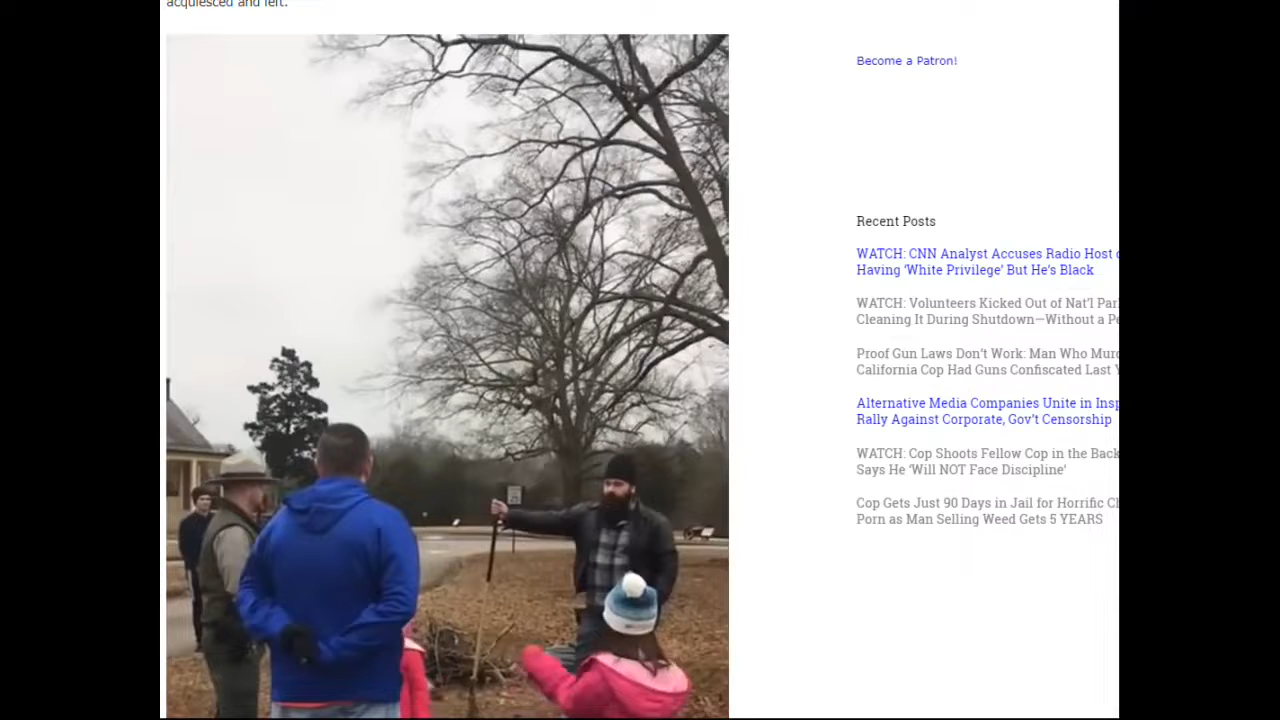 acquiesced and left.
Become a Patron!
Recent Posts
WATCH: CNN Analyst Accuses Radio Host
Having ‘White Privilege’ But He’s Black
WATCH: Volunteers Kicked Out of Nat’l
Cleaning It During Shutdown—Without a
Proof Gun Laws Don’t Work: Man Who
California Cop Had Guns Confiscated Last
Alternative Media Companies Unite in
Rally Against Corporate, Gov’t Censorship
WATCH: Cop Shoots Fellow Cop in the Back
Says He ‘Will NOT Face Discipline’
Cop Gets Just 90 Days in Jail for Horrific
Porn as Man Selling Weed Gets 5 YEARS